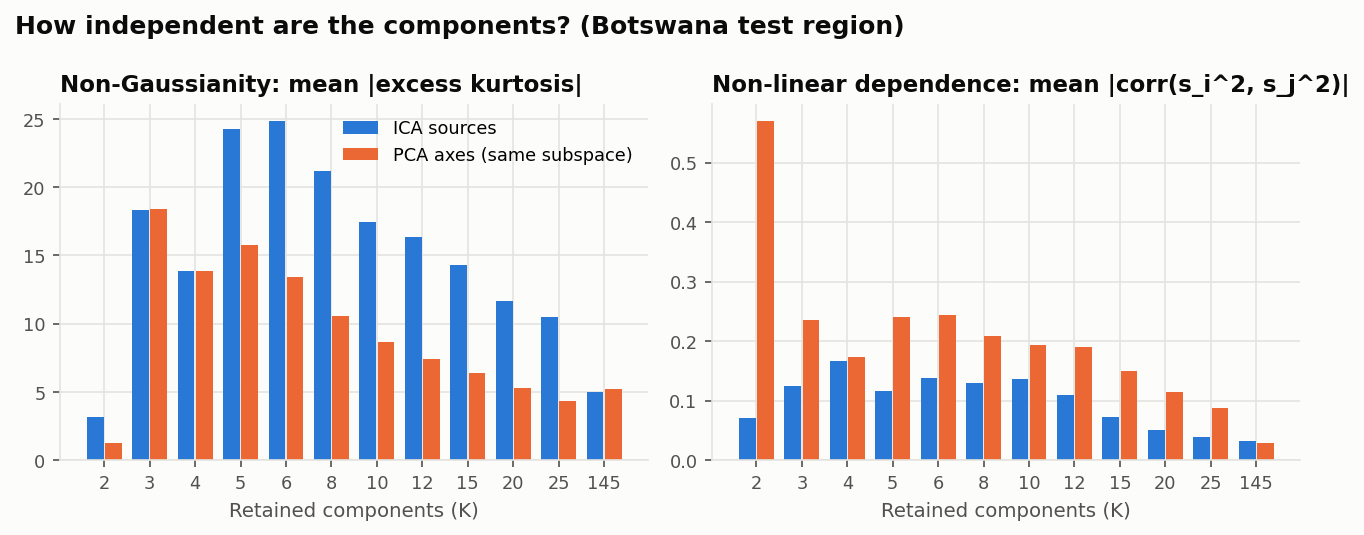 How independent are the components? (Botswana test region)
Non-Gaussianity: mean |excess kurtosis|
25
20
15
10
5
0
ICA sources
PCA axes (same subspace)
2 3 4 5 6 8 10 12 15 20 25 145
Retained components (K)
Non-linear dependence: mean |corr(s_i^2, s_j^2)|
0.5
0.4
0.3
0.2
0.1
0.0
2 3 4 5 6 8 10 12 15 20 25 145
Retained components (K)